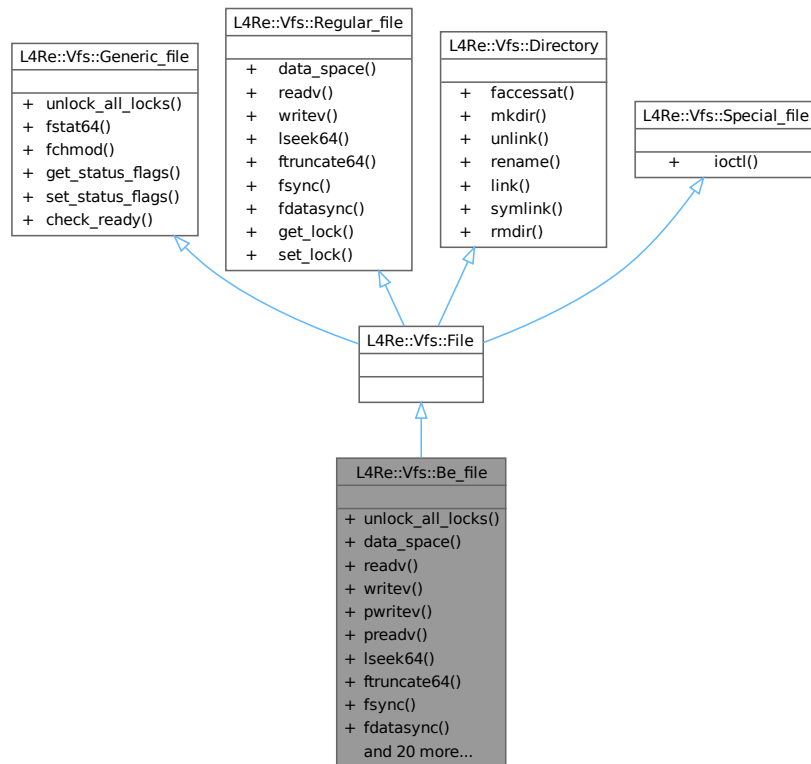 L4Re::Vfs::Generic_file
+ unlock_all_locks()
+ fstat64()
+ fchmod()
+ get_status_flags()
+ set_status_flags()
+ check_ready()
L4Re::Vfs::Regular_file
+ data_space()
+ readv()
+ writev()
+ lseek64()
+ ftruncate64()
+ fsync()
+ fdatasync()
+ get_lock()
+ set_lock()
L4Re::Vfs::Directory
+ faccessat()
+ mkdir()
+ unlink()
+ rename()
+ link()
+ symlink()
+ rmdir()
L4Re::Vfs::Special_file
+ ioctl()
L4Re::Vfs::File
L4Re::Vfs::Be_file
+ unlock_all_locks()
+ data_space()
+ readv()
+ writev()
+ pwritev()
+ preadv()
+ lseek64()
+ ftruncate64()
+ fsync()
+ fdatasync()
and 20 more...